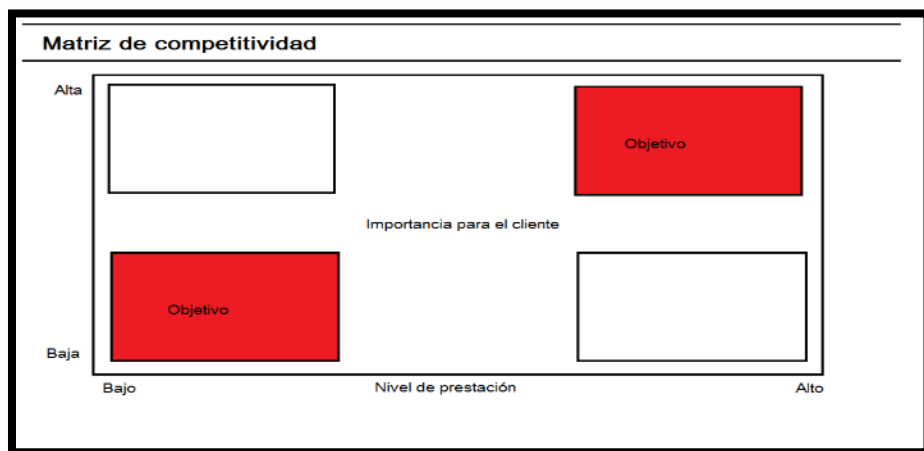 Matriz de competitividad
Alta
Objetivo
Importancia para el cliente
Objetivo
Baja
Bajo
Nivel de prestación
Alto